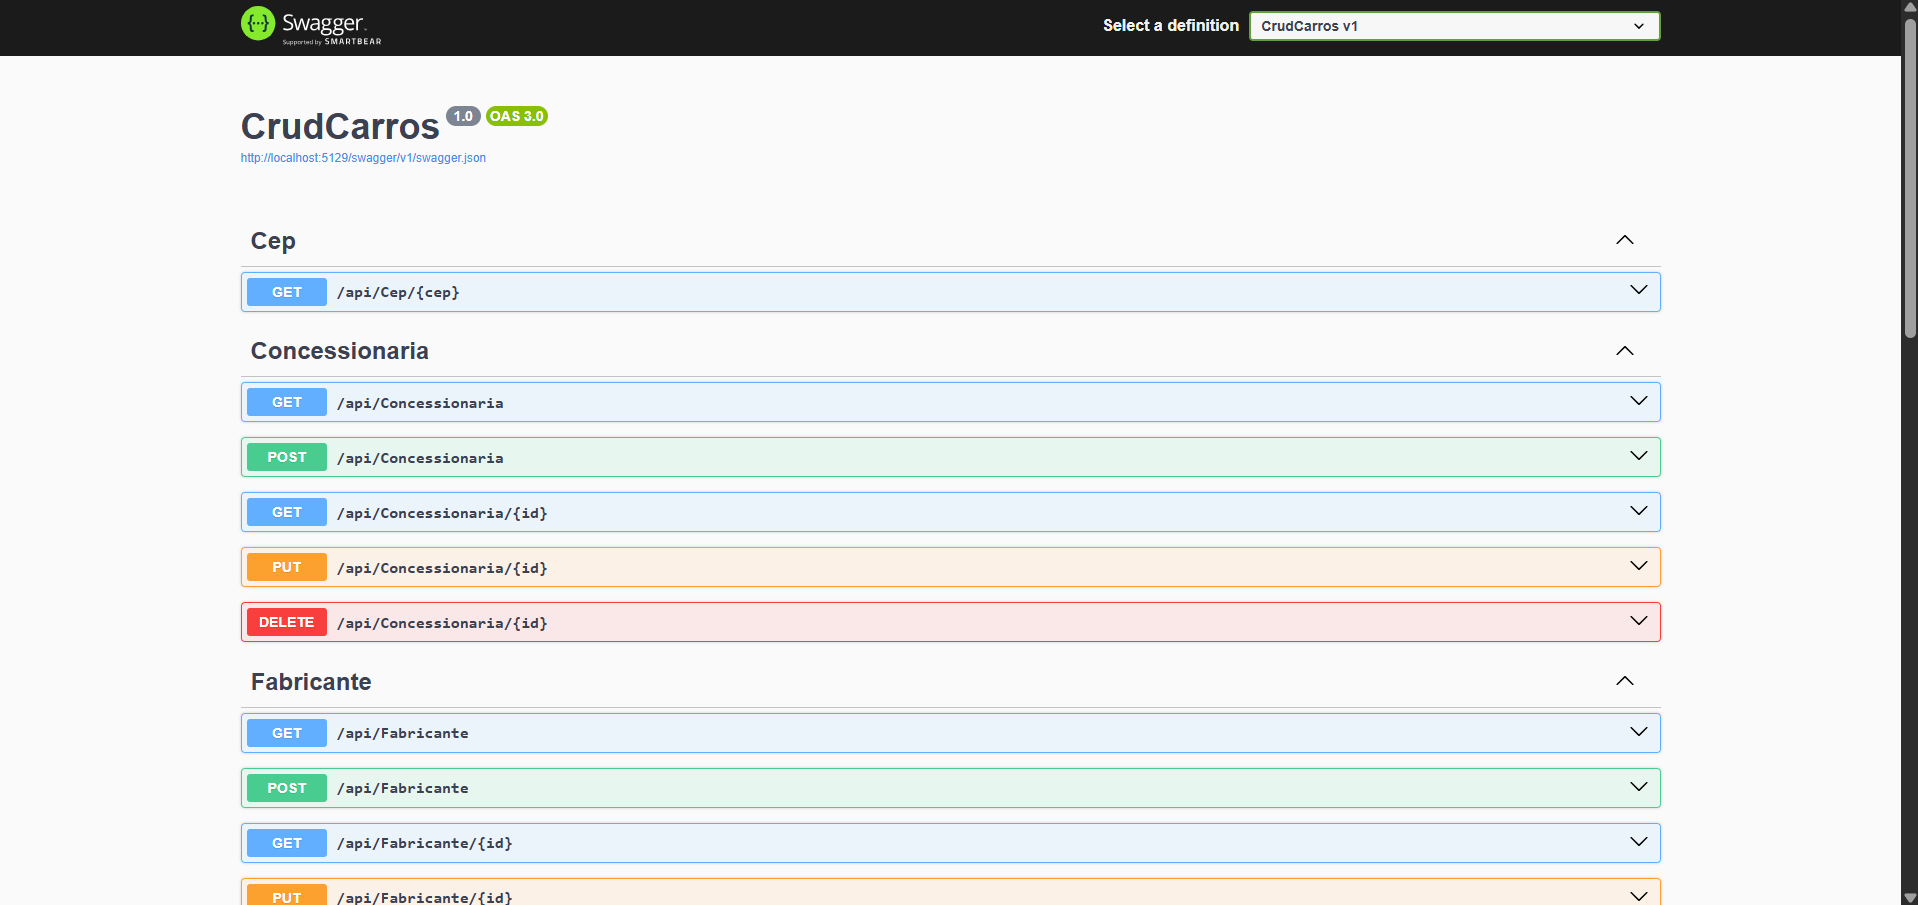 Swagger
Supported by SMARTBEAR
Select a definition
CrudCarros v1
CrudCarros 1.0 OAS 3.0
http://localhost:5129/swagger/v1/swagger.json
Cep
GET /api/Cep/{cep}
Concessionaria
GET /api/Concessionaria
POST /api/Concessionaria
GET /api/Concessionaria/{id}
PUT /api/Concessionaria/{id}
DELETE /api/Concessionaria/{id}
Fabricante
GET /api/Fabricante
POST /api/Fabricante
GET /api/Fabricante/{id}
PUT /api/Fabricante/{id}